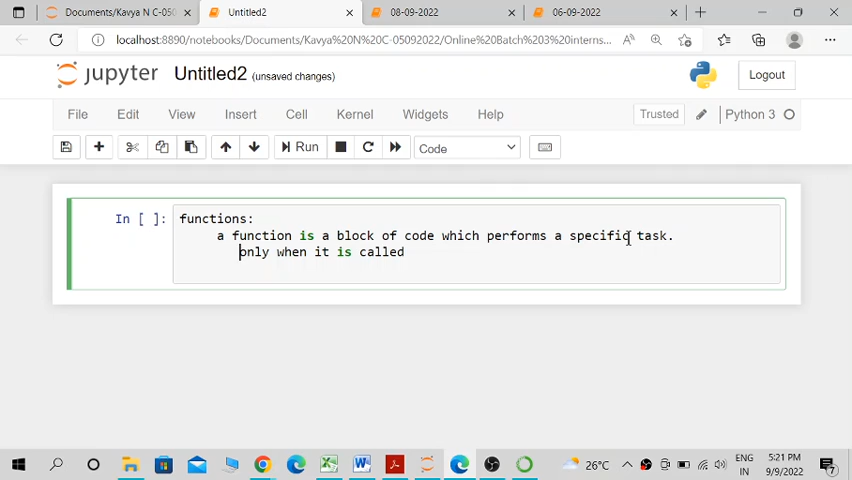 Documents/Kavya N C-050
Untitled2
08-09-2022
06-09-2022
localhost:8890/notebooks/Documents/Kavya%20N%20C-05092022/Online%20Batch%203%20interns...
jupyter Untitled2 (unsaved changes)
Logout
File Edit View Insert Cell Kernel Widgets Help
Trusted
Python 3
Run
Code
In [ ]: functions:
a function is a block of code which performs a specific task.
only when it is called
26°C
ENG
IN
5:21 PM
9/9/2022
7